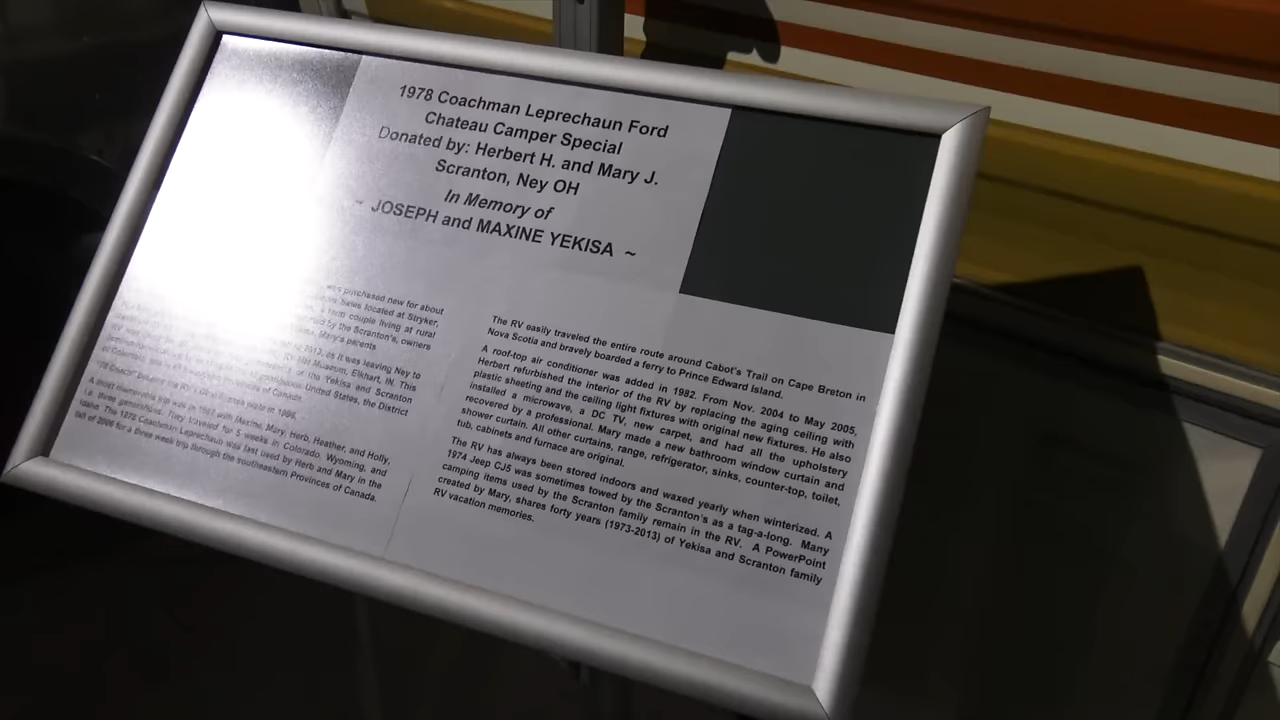 1978 Coachman Leprechaun Ford
Chateau Camper Special
Donated by: Herbert H. and Mary J.
Scranton, Ney OH
In Memory of
~ JOSEPH and MAXINE YEKISA ~
was purchased new for about
located at Stryker,
couple living at rural
by the Scranton's, owners
Mary's parents
2013, as it was leaving Ney to
Museum, Elkhart, IN. This
the Yekisa and Scranton
United States, the District
of Canada.
A most memorable trip was in 1987 with Maxine, Mary, Herb, Heather, and Holly,
i.e. three generations. They traveled for 5 weeks in Colorado, Wyoming, and
Idaho. The 1978 Coachman Leprechaun was last used by Herb and Mary in the
fall of 2006 for a three week trip through the southeastern Provinces of Canada.
The RV easily traveled the entire route around Cabot's Trail on Cape Breton in
Nova Scotia and bravely boarded a ferry to Prince Edward Island.
A roof-top air conditioner was added in 1982. From Nov. 2004 to May 2005,
Herbert refurbished the interior of the RV by replacing the aging ceiling with
plastic sheeting and the ceiling light fixtures with original new fixtures. He also
installed a microwave, a DC TV, new carpet, and had all the upholstery
recovered by a professional. Mary made a new bathroom window curtain and
shower curtain. All other curtains, range, refrigerator, sinks, counter-top, toilet,
tub, cabinets and furnace are original.
The RV has always been stored indoors and waxed yearly when winterized. A
1974 Jeep CJ5 was sometimes towed by the Scranton's as a tag-a-long. Many
camping items used by the Scranton family remain in the RV. A PowerPoint
created by Mary, shares forty years (1973-2013) of Yekisa and Scranton family
RV vacation memories.